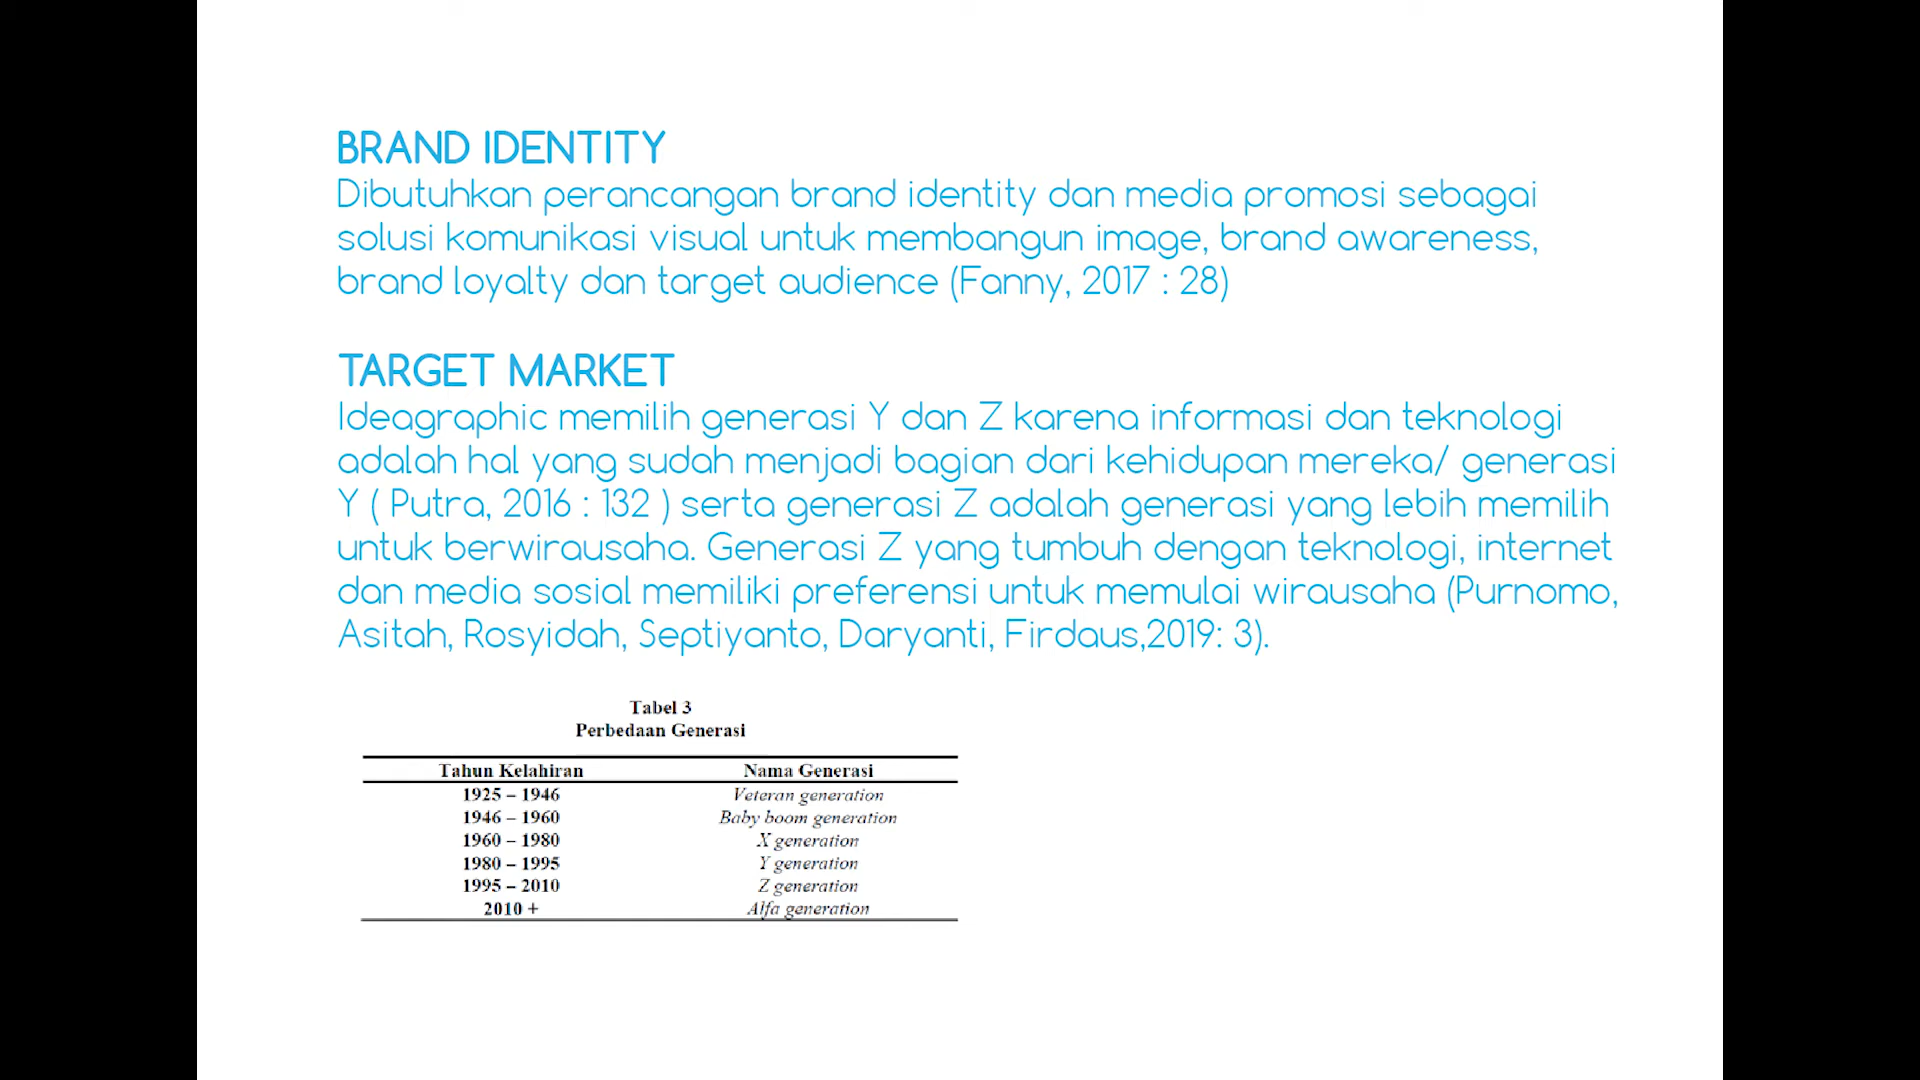 BRAND IDENTITY
Dibutuhkan perancangan brand identity dan media promosi sebagai
solusi komunikasi visual untuk membangun image, brand awareness,
brand loyalty dan target audience (Fanny, 2017 : 28)
TARGET MARKET
Ideagraphic memilih generasi Y dan Z karena informasi dan teknologi
adalah hal yang sudah menjadi bagian dari kehidupan mereka/ generasi
Y ( Putra, 2016 : 132 ) serta generasi Z adalah generasi yang lebih memilih
untuk berwirausaha. Generasi Z yang tumbuh dengan teknologi, internet
dan media sosial memiliki preferensi untuk memulai wirausaha (Purnomo,
Asitah, Rosyidah, Septiyanto, Daryanti, Firdaus,2019: 3).
Tabel 3
Perbedaan Generasi
Tahun Kelahiran Nama Generasi
1925 – 1946 Veteran generation
1946 – 1960 Baby boom generation
1960 – 1980 X generation
1980 – 1995 Y generation
1995 – 2010 Z generation
2010 + Alfa generation